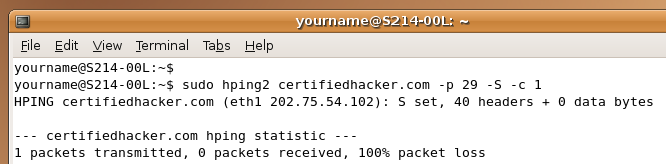 yourname@S214-00L: ~
File Edit View Terminal Tabs Help
yourname@S214-00L:~$
yourname@S214-00L:~$ sudo hping2 certifiedhacker.com -p 29 -S -c 1
HPING certifiedhacker.com (eth1 202.75.54.102): S set, 40 headers + 0 data bytes
--- certifiedhacker.com hping statistic ---
1 packets transmitted, 0 packets received, 100% packet loss